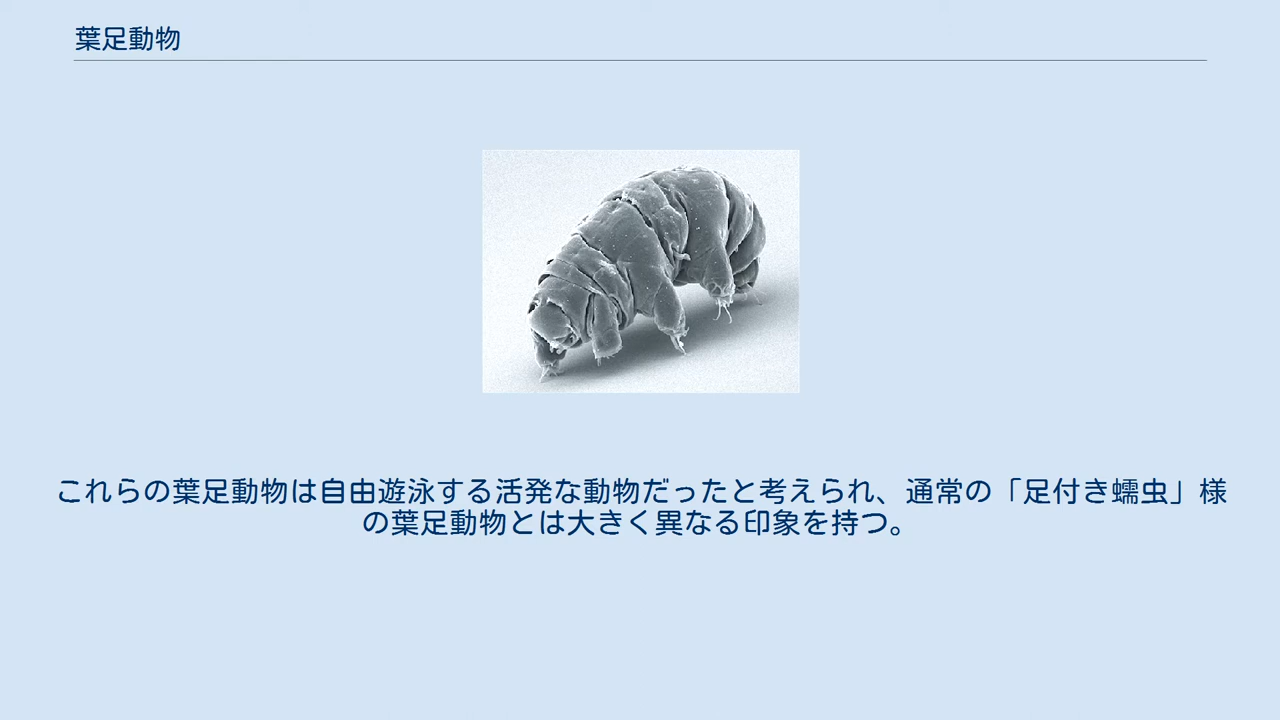 葉足動物
これらの葉足動物は自由遊泳する活発な動物だったと考えられ、通常の「足付き蠕虫」様
の葉足動物とは大きく異なる印象を持つ。